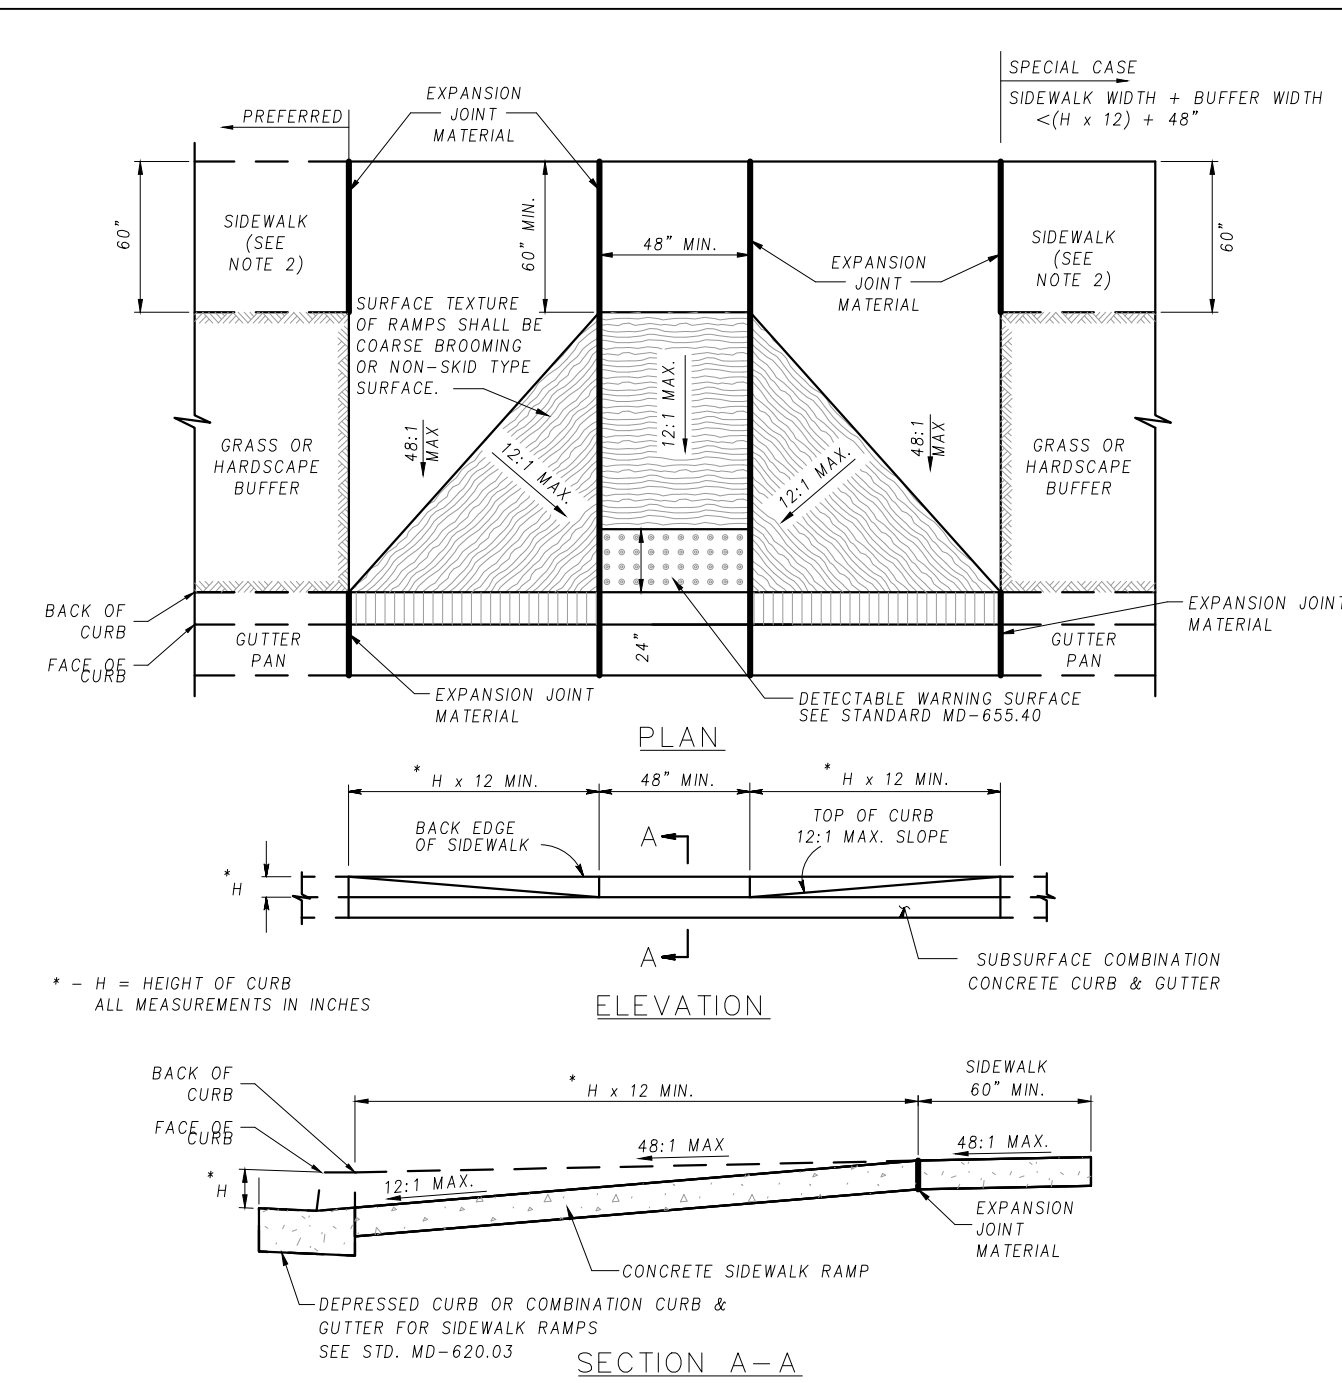 SPECIAL CASE
SIDEWALK WIDTH + BUFFER WIDTH
<(H x 12) + 48”
PREFERRED
EXPANSION
JOINT
MATERIAL
60”
SIDEWALK
(SEE
NOTE 2)
60” MIN.
48” MIN.
EXPANSION
JOINT
MATERIAL
SIDEWALK
(SEE
NOTE 2)
60”
SURFACE TEXTURE
OF RAMPS SHALL BE
COARSE BROOMING
OR NON-SKID TYPE
SURFACE.
GRASS OR
HARDSCAPE
BUFFER
48:1
MAX
12:1 MAX.
12:1 MAX.
12:1 MAX.
48:1
MAX
GRASS OR
HARDSCAPE
BUFFER
BACK OF
CURB
FACE OF
CURB
GUTTER
PAN
24”
GUTTER
PAN
EXPANSION JOINT
MATERIAL
EXPANSION JOINT
MATERIAL
DETECTABLE WARNING SURFACE
SEE STANDARD MD-655.40
PLAN
* H x 12 MIN.
48” MIN.
* H x 12 MIN.
BACK EDGE
OF SIDEWALK
A
TOP OF CURB
12:1 MAX. SLOPE
* H
A
SUBSURFACE COMBINATION
CONCRETE CURB & GUTTER
* - H = HEIGHT OF CURB
ALL MEASUREMENTS IN INCHES
ELEVATION
BACK OF
CURB
FACE OF
CURB
* H x 12 MIN.
SIDEWALK
60” MIN.
48:1 MAX
48:1 MAX.
* H
12:1 MAX.
EXPANSION
JOINT
MATERIAL
CONCRETE SIDEWALK RAMP
DEPRESSED CURB OR COMBINATION CURB &
GUTTER FOR SIDEWALK RAMPS
SEE STD. MD-620.03
SECTION A-A